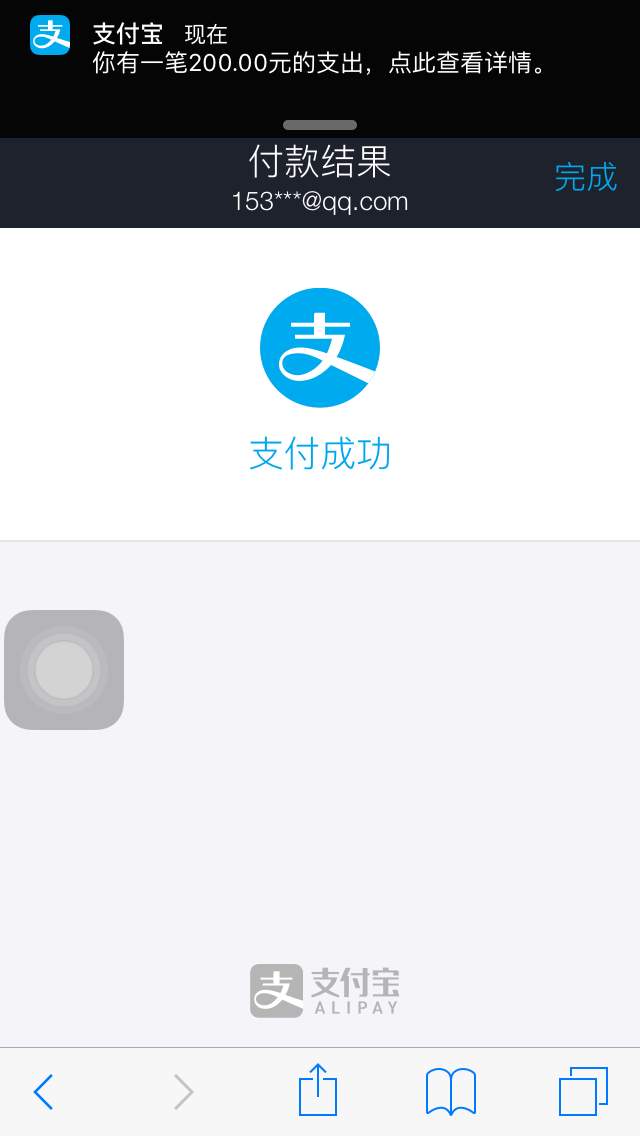 支付宝 现在
你有一笔200.00元的支出，点此查看详情。
付款结果
完成
153***@qq.com
支付成功
支付宝
ALIPAY